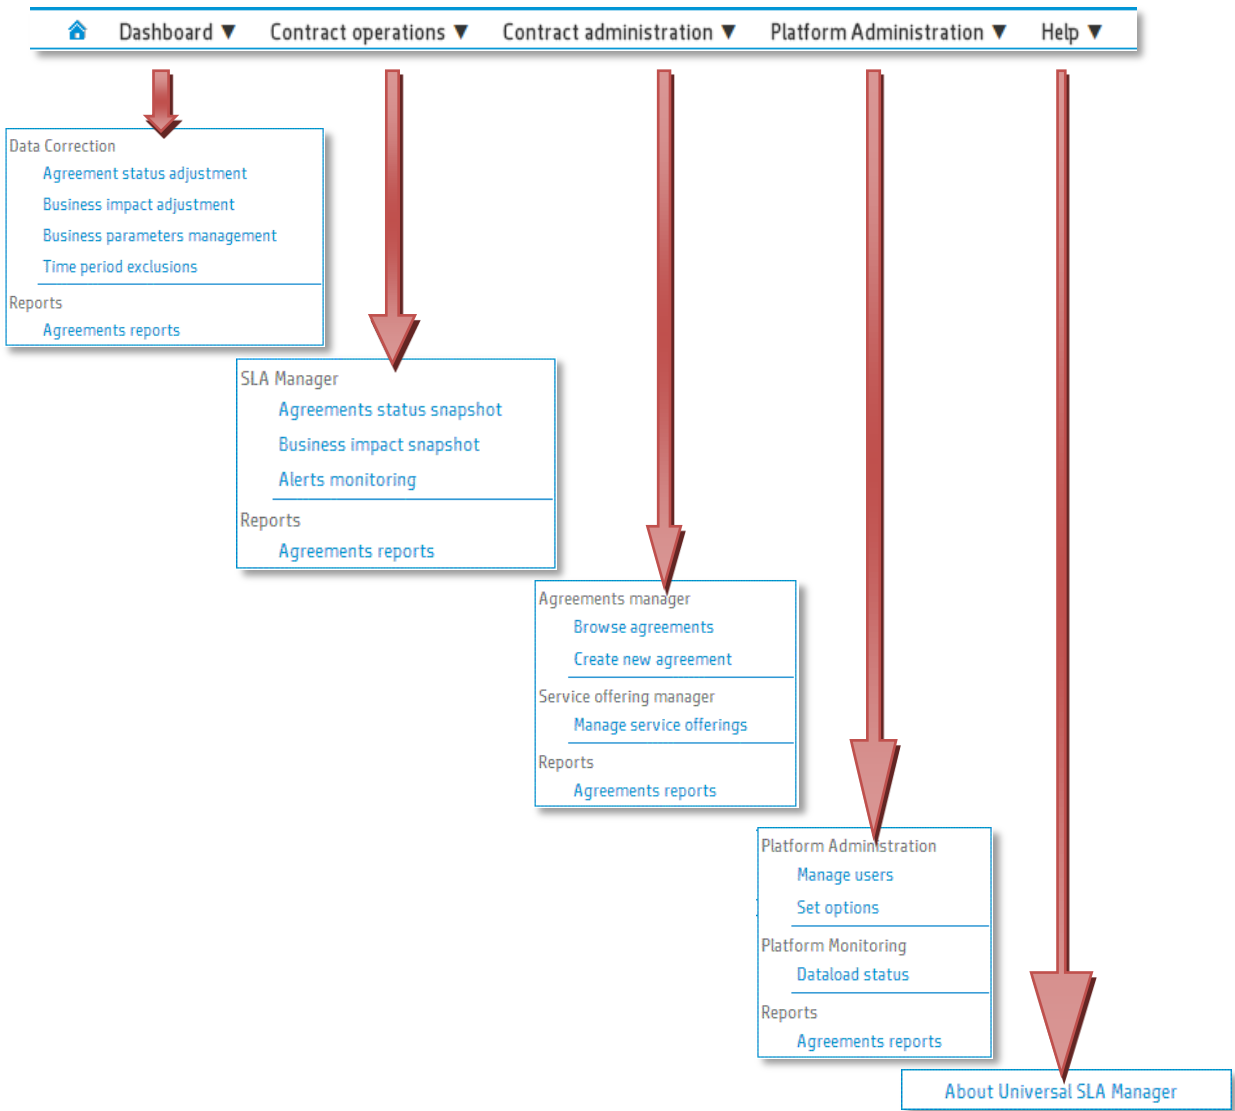 Dashboard ▼ Contract operations ▼ Contract administration ▼ Platform Administration ▼ Help ▼
Data Correction
Agreement status adjustment
Business impact adjustment
Business parameters management
Time period exclusions
Reports
Agreements reports
SLA Manager
Agreements status snapshot
Business impact snapshot
Alerts monitoring
Reports
Agreements reports
Agreements manager
Browse agreements
Create new agreement
Service offering manager
Manage service offerings
Reports
Agreements reports
Platform Administration
Manage users
Set options
Platform Monitoring
Dataload status
Reports
Agreements reports
About Universal SLA Manager